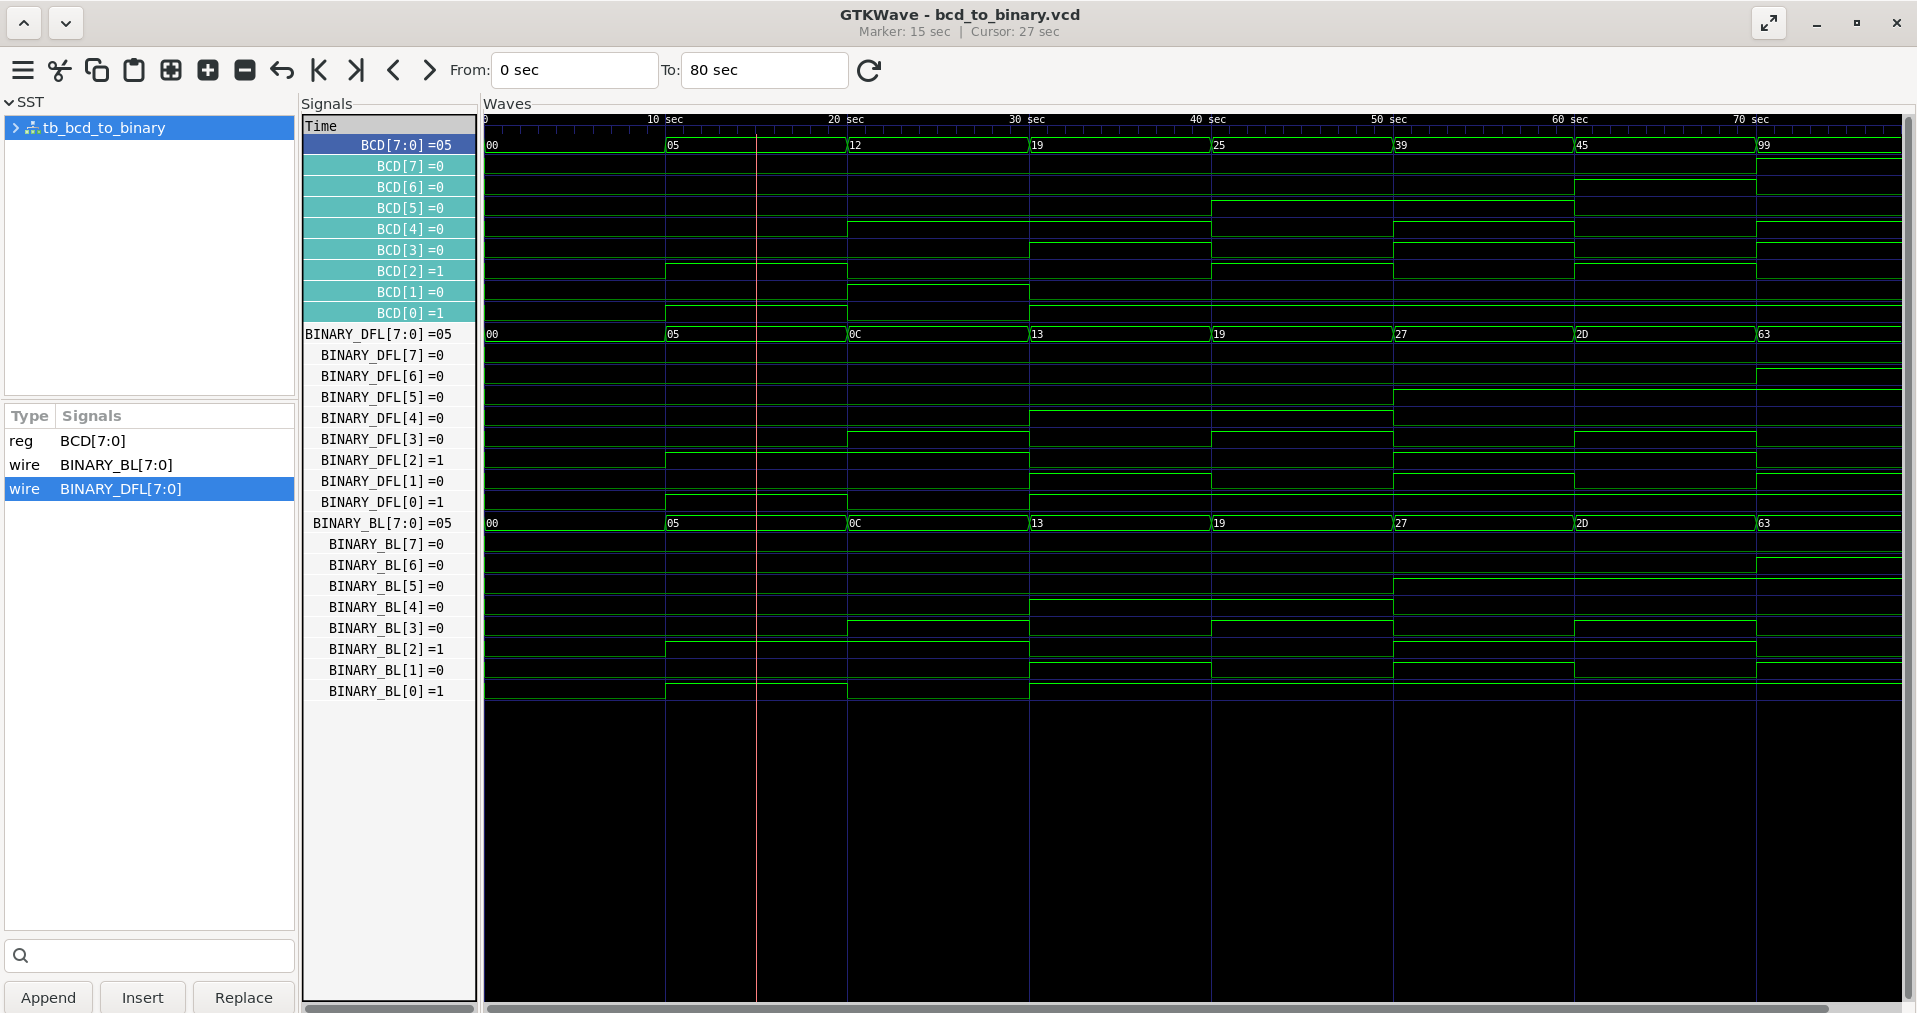 GTKWave - bcd_to_binary.vcd
Marker: 15 sec | Cursor: 27 sec
From: 0 sec To: 80 sec
SST
tb_bcd_to_binary
Type Signals
reg BCD[7:0]
wire BINARY_BL[7:0]
wire BINARY_DFL[7:0]
Append Insert Replace
Signals
Time
BCD[7:0]=05
BCD[7]=0
BCD[6]=0
BCD[5]=0
BCD[4]=0
BCD[3]=0
BCD[2]=1
BCD[1]=0
BCD[0]=1
BINARY_DFL[7:0]=05
BINARY_DFL[7]=0
BINARY_DFL[6]=0
BINARY_DFL[5]=0
BINARY_DFL[4]=0
BINARY_DFL[3]=0
BINARY_DFL[2]=1
BINARY_DFL[1]=0
BINARY_DFL[0]=1
BINARY_BL[7:0]=05
BINARY_BL[7]=0
BINARY_BL[6]=0
BINARY_BL[5]=0
BINARY_BL[4]=0
BINARY_BL[3]=0
BINARY_BL[2]=1
BINARY_BL[1]=0
BINARY_BL[0]=1
Waves
0 10 sec 20 sec 30 sec 40 sec 50 sec 60 sec 70 sec
00 05 12 19 25 39 45 99
00 05 0C 13 19 27 2D 63
00 05 0C 13 19 27 2D 63